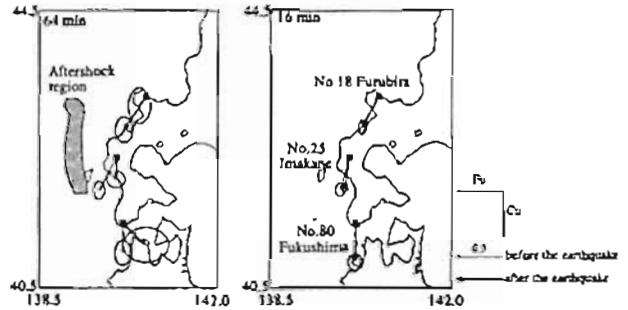 44.5
64 min
Aftershock
region
40.5
138.5
142.0
44.5
16 min
No 18 Furubira
No.25
Imakane
No.80
Fukushima
40.5
138.5
142.0
Cu
before the earthquake
after the earthquake